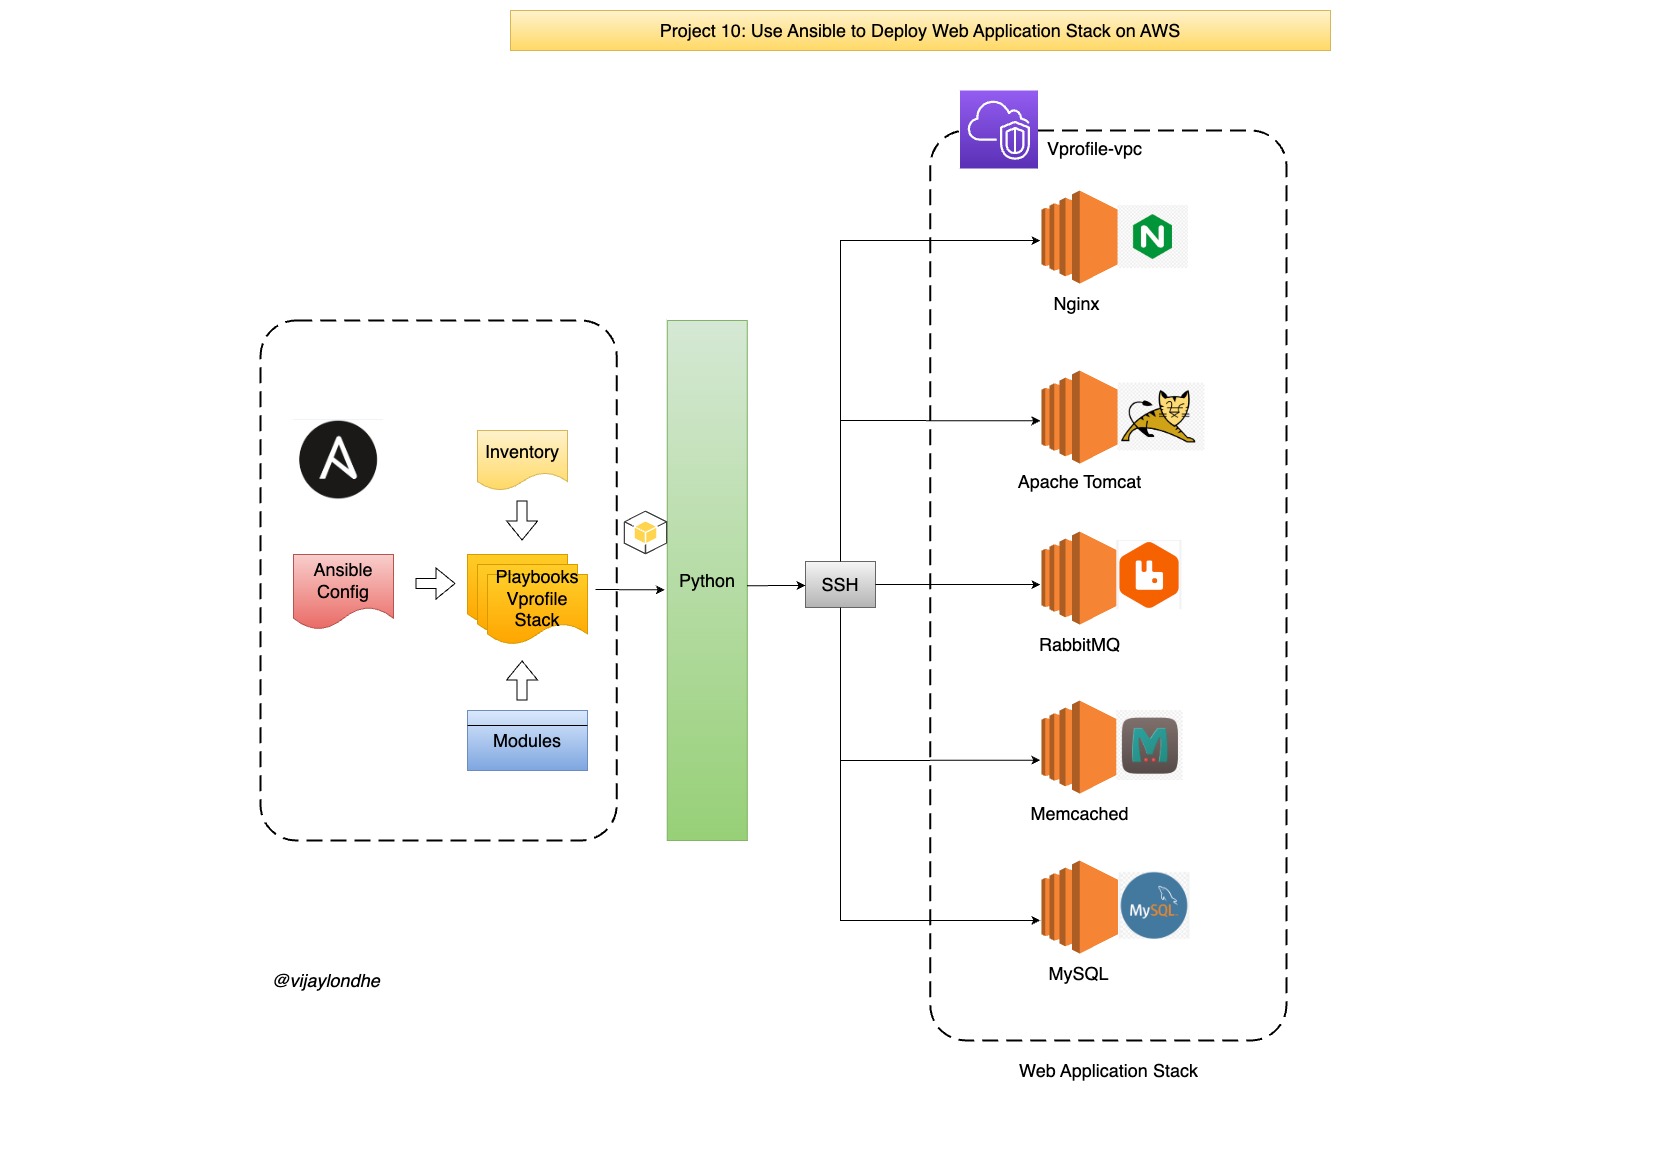 Project 10: Use Ansible to Deploy Web Application Stack on AWS
Vprofile-vpc
Nginx
Apache Tomcat
RabbitMQ
Memcached
MySQL
MySQL
Web Application Stack
Inventory
Ansible
Config
Playbooks
Vprofile
Stack
Modules
Python
SSH
@vijaylondhe